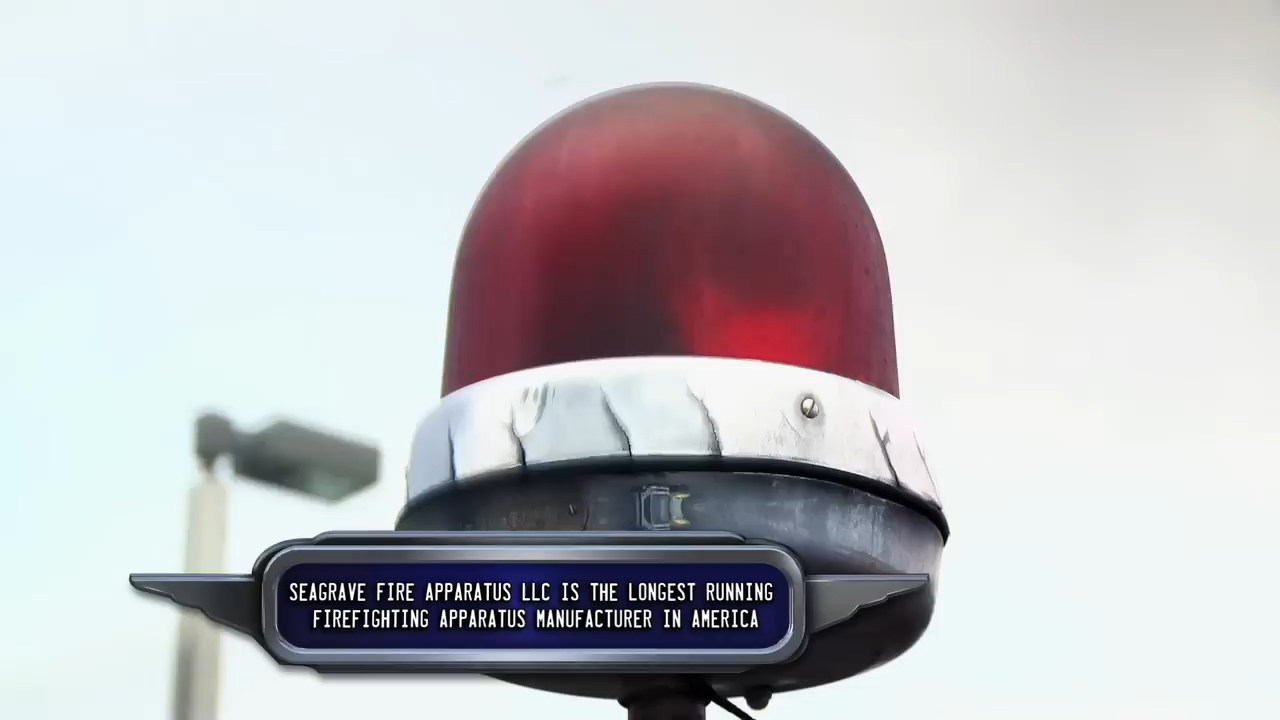 SEAGRAVE FIRE APPARATUS LLC IS THE LONGEST RUNNING
FIREFIGHTING APPARATUS MANUFACTURER IN AMERICA